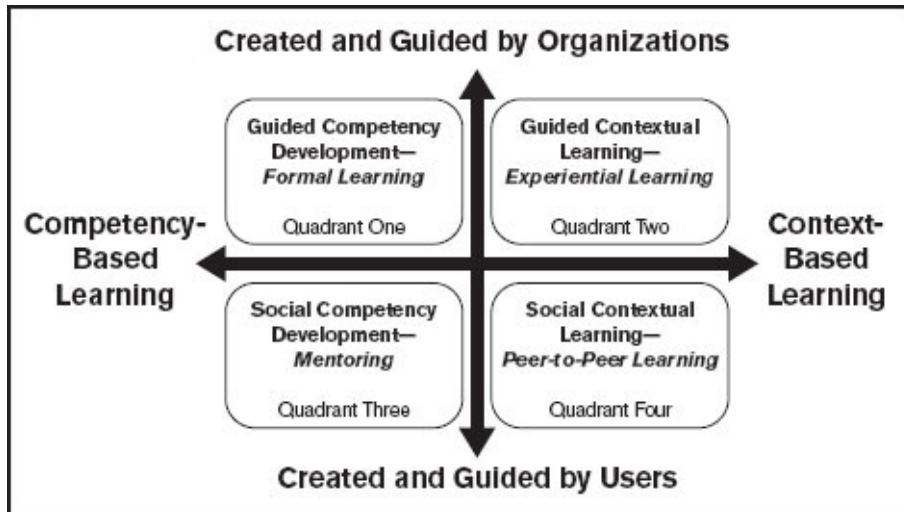 Created and Guided by Organizations
Guided Competency
Development—
Formal Learning
Quadrant One
Guided Contextual
Learning—
Experiential Learning
Quadrant Two
Competency-
Based
Learning
Context-
Based
Learning
Social Competency
Development—
Mentoring
Quadrant Three
Social Contextual
Learning—
Peer-to-Peer Learning
Quadrant Four
Created and Guided by Users